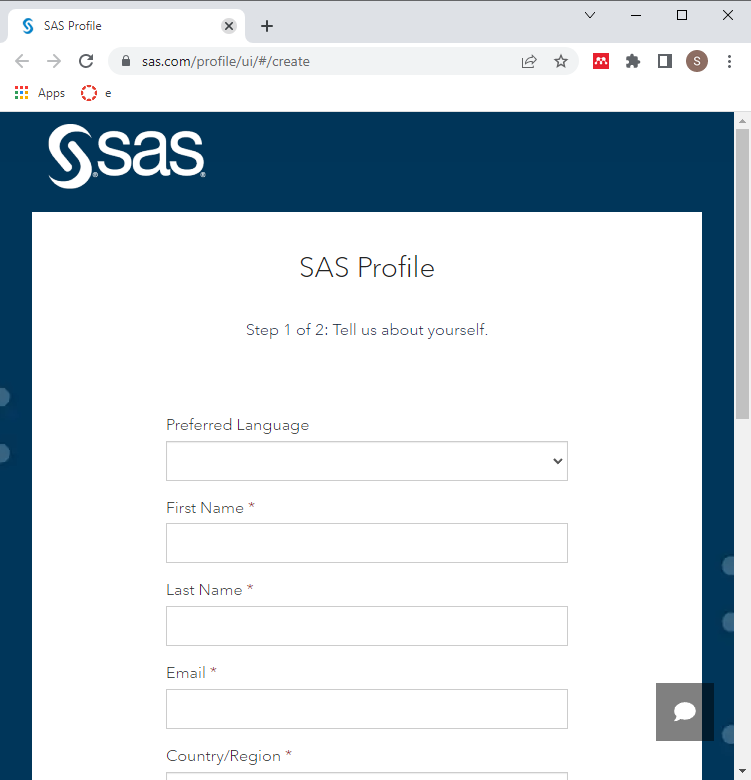 SAS Profile
sas.com/profile/ui/#/create
S
Apps
e
sas
SAS Profile
Step 1 of 2: Tell us about yourself.
Preferred Language
First Name *
Last Name *
Email *
Country/Region *